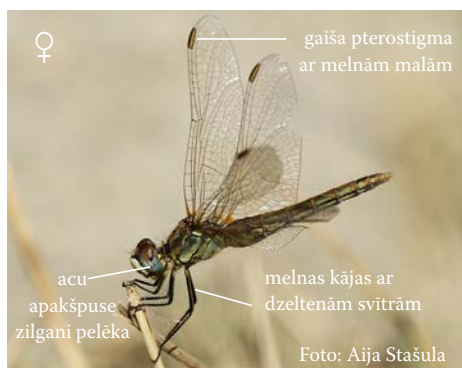 ♀
gaiša pterostigma
ar melnām malām
acu
apakšpuse
zilgani pelēka
melnas kājas ar
dzeltenām svītrām
Foto: Aija Stašula